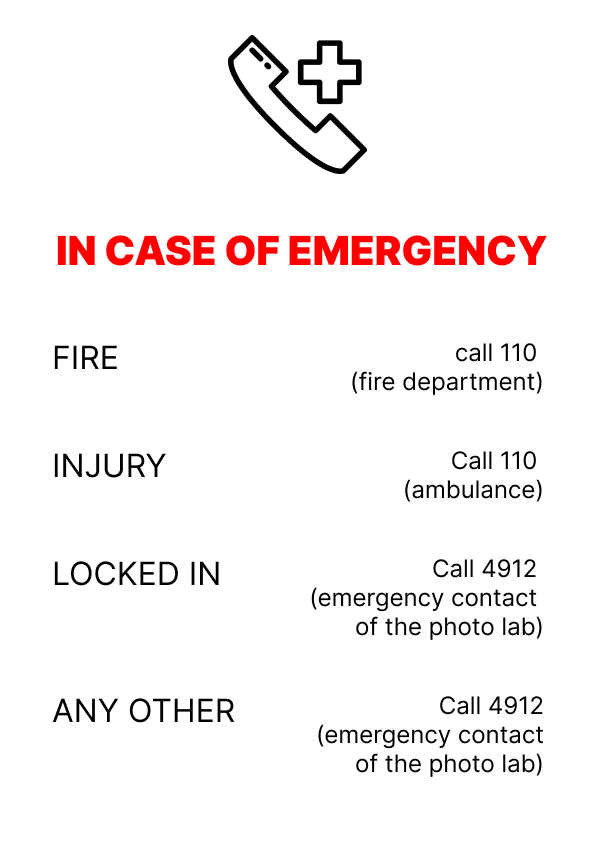 IN CASE OF EMERGENCY
FIRE
call 110
(fire department)
INJURY
Call 110
(ambulance)
LOCKED IN
Call 4912
(emergency contact
of the photo lab)
ANY OTHER
Call 4912
(emergency contact
of the photo lab)